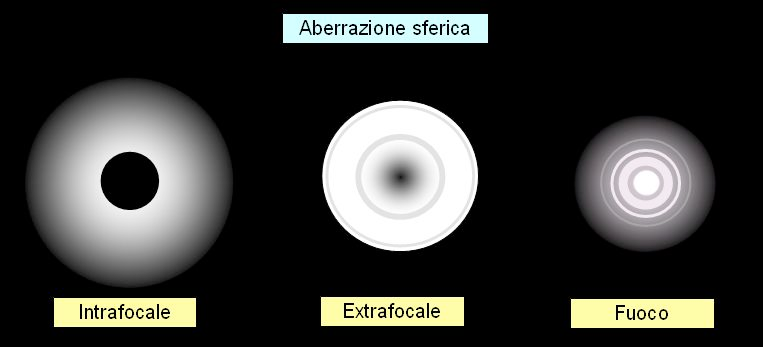 Aberrazione sferica
Intrafocale
Extrafocale
Fuoco